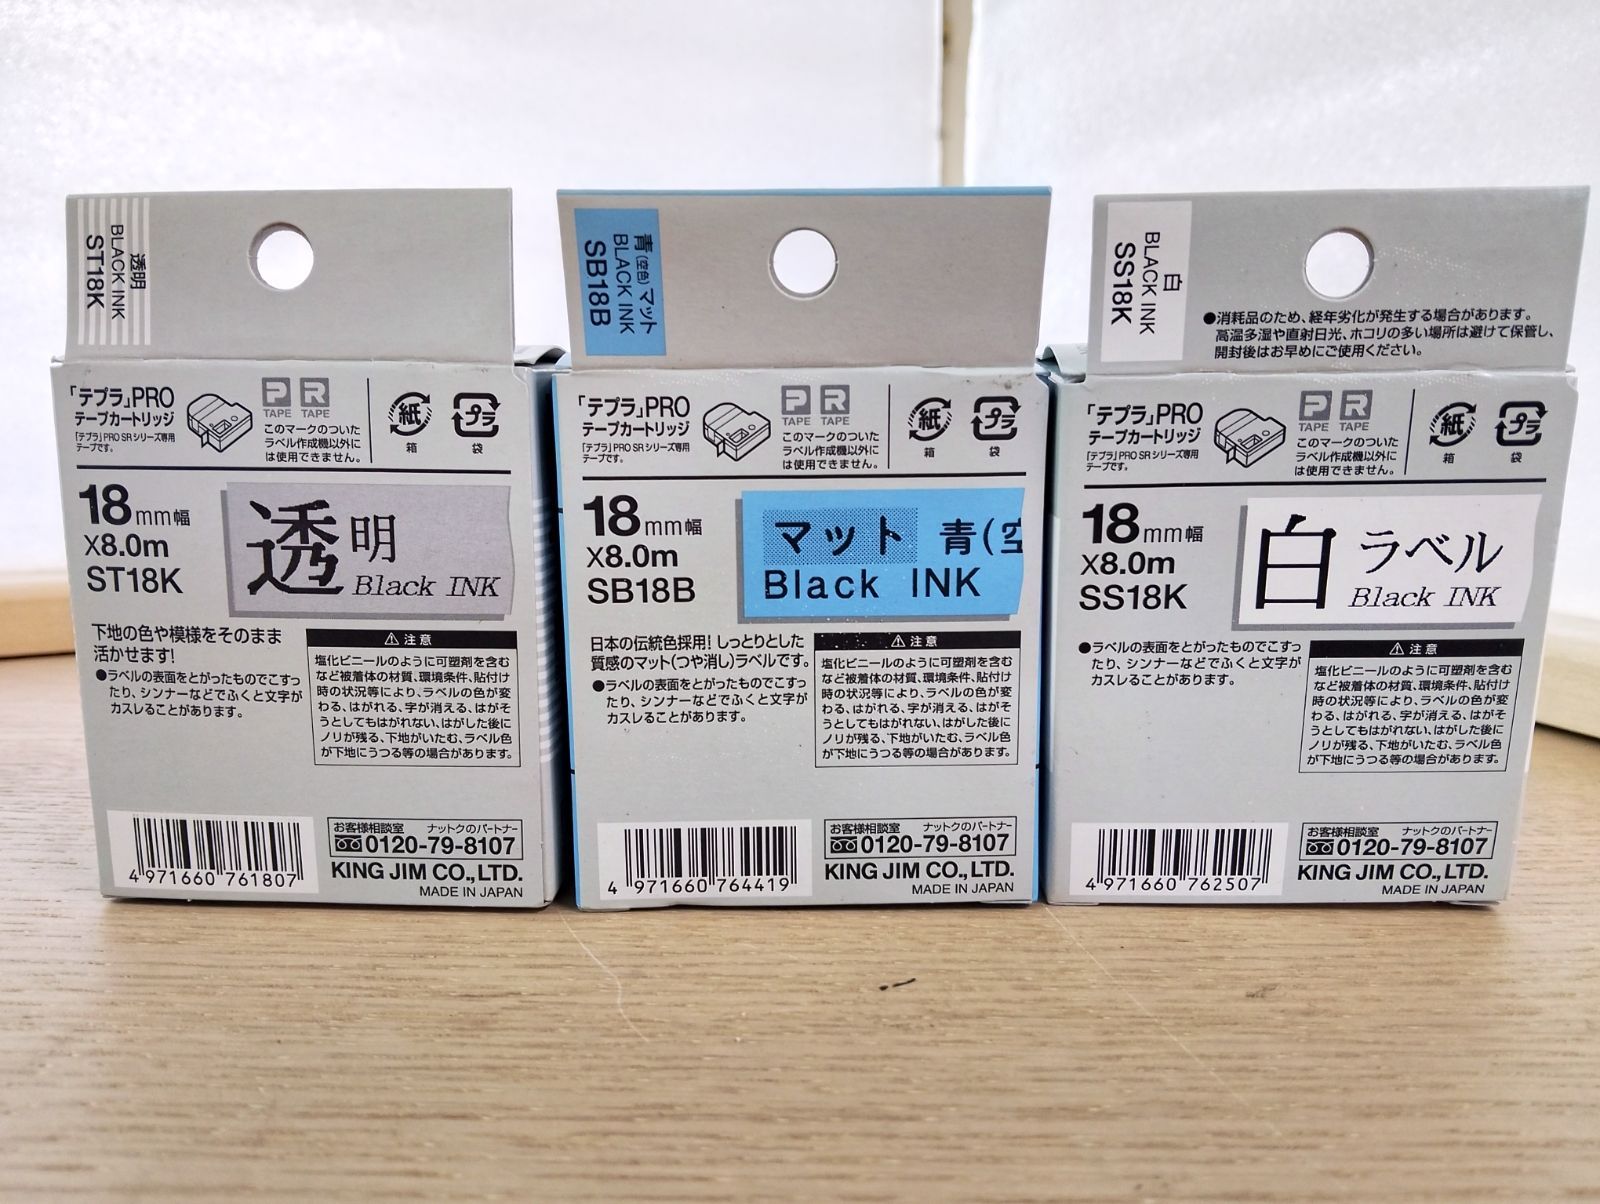 透明
BLACK INK
ST18K
「テプラ」PRO
テープカートリッジ
「テプラ」PRO SRシリーズ専用
テープです。
P R
TAPE TAPE
このマークのついた
ラベル作成機以外に
は使用できません。
紙
箱
プラ
袋
18mm幅
X8.0m
ST18K
透明
Black INK
下地の色や模様をそのまま
活かせます!
●ラベルの表面をとがったものでこすっ
たり、シンナーなどでふくと文字が
カスレることがあります。
⚠注意
塩化ビニールのように可塑剤を含む
など被着体の材質、環境条件、貼付け
時の状況等により、ラベルの色が変
わる、はがれる、字が消える、はがそ
うとしてもはがれない、はがした後に
ノリが残る、下地がいたむ、ラベル色
が下地にうつる等の場合があります。
4971660761807
お客様相談室 ナットクのパートナー
0120-79-8107
KING JIM CO.,LTD.
MADE IN JAPAN
青(空色)マット
BLACK INK
SB18B
「テプラ」PRO
テープカートリッジ
「テプラ」PRO SRシリーズ専用
テープです。
P R
TAPE TAPE
このマークのついた
ラベル作成機以外に
は使用できません。
紙
箱
プラ
袋
18mm幅
X8.0m
SB18B
マット 青(空
Black INK
日本の伝統色採用!しっとりとした
質感のマット(つや消し)ラベルです。
●ラベルの表面をとがったものでこすっ
たり、シンナーなどでふくと文字が
カスレることがあります。
⚠注意
塩化ビニールのように可塑剤を含む
など被着体の材質、環境条件、貼付け
時の状況等により、ラベルの色が変
わる、はがれる、字が消える、はがそ
うとしてもはがれない、はがした後に
ノリが残る、下地がいたむ、ラベル色
が下地にうつる等の場合があります。
4971660764419
お客様相談室 ナットクのパートナー
0120-79-8107
KING JIM CO.,LTD.
MADE IN JAPAN
白
BLACK INK
SS18K
●消耗品のため、経年劣化が発生する場合があります。
高温多湿や直射日光、ホコリの多い場所は避けて保管し、
開封後はお早めにご使用ください。
「テプラ」PRO
テープカートリッジ
「テプラ」PRO SRシリーズ専用
テープです。
P R
TAPE TAPE
このマークのついた
ラベル作成機以外に
は使用できません。
紙
箱
プラ
袋
18mm幅
X8.0m
SS18K
白ラベル
Black INK
●ラベルの表面をとがったものでこすっ
たり、シンナーなどでふくと文字が
カスレることがあります。
⚠注意
塩化ビニールのように可塑剤を含む
など被着体の材質、環境条件、貼付け
時の状況等により、ラベルの色が変
わる、はがれる、字が消える、はがそ
うとしてもはがれない、はがした後に
ノリが残る、下地がいたむ、ラベル色
が下地にうつる等の場合があります。
4971660762507
お客様相談室 ナットクのパートナー
0120-79-8107
KING JIM CO.,LTD.
MADE IN JAPAN